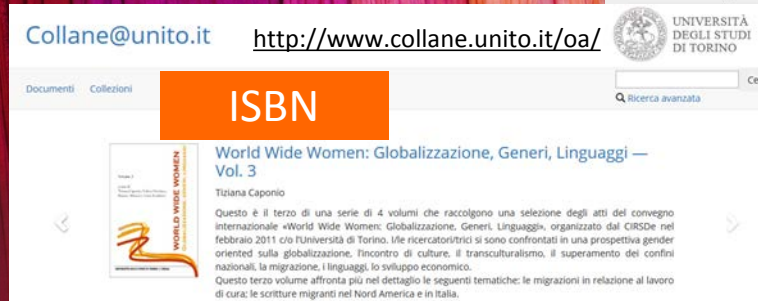 Collane@unito.it
http://www.collane.unito.it/oa/
UNIVERSITÀ
DEGLI STUDI
DI TORINO
Documenti Collezioni
ISBN
Ce
Ricerca avanzata
World Wide Women: Globalizzazione, Generi, Linguaggi —
Vol. 3
Tiziana Caponio
Questo è il terzo di una serie di 4 volumi che raccolgono una selezione degli atti del convegno
internazionale «World Wide Women: Globalizzazione, Generi, Linguaggi», organizzato dal CIRSDe nel
febbraio 2011 c/o l'Università di Torino. I/le ricercatori/trici si sono confrontati in una prospettiva gender
oriented sulla globalizzazione, l'incontro di culture, il transculturalismo, il superamento dei confini
nazionali, la migrazione, i linguaggi, lo sviluppo economico.
Questo terzo volume affronta più nel dettaglio le seguenti tematiche: le migrazioni in relazione al lavoro
di cura; le scritture migranti nel Nord America e in Italia.
WORLD WIDE WOMEN